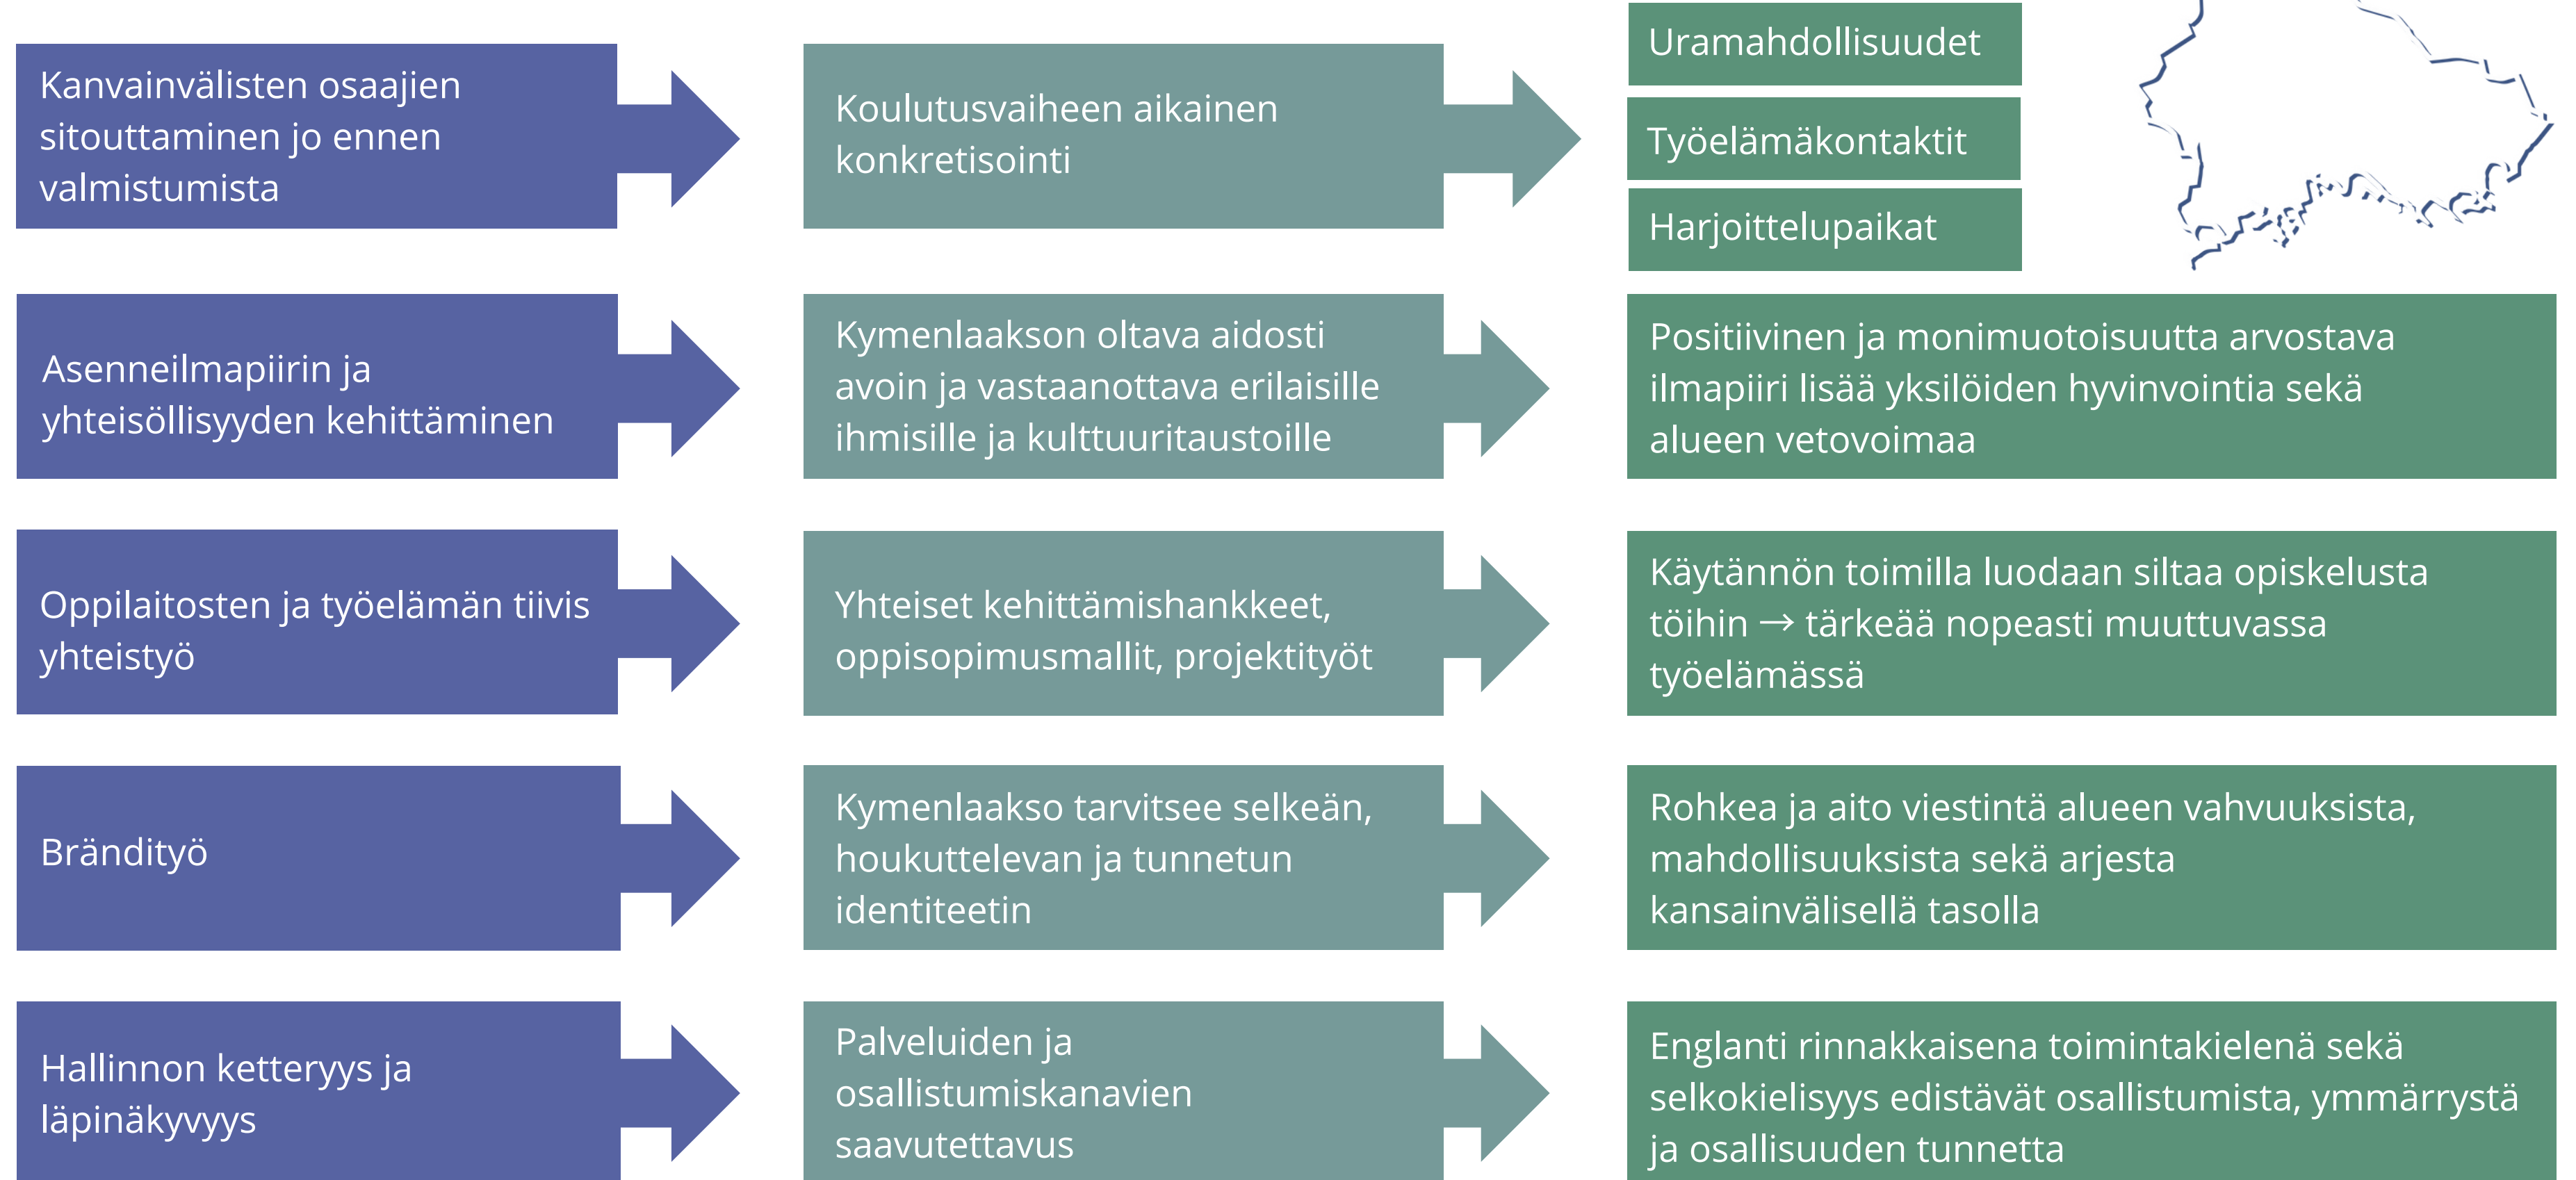 Kanvainvälisten osaajien
sitouttaminen jo ennen
valmistumista
Koulutusvaiheen aikainen
konkretisointi
Uramahdollisuudet
Työelämäkontaktit
Harjoittelupaikat
Asenneilmapiirin ja
yhteisöllisyyden kehittäminen
Kymenlaakson oltava aidosti
avoin ja vastaanottava erilaisille
ihmisille ja kulttuuritaustoille
Positiivinen ja monimuotoisuutta arvostava
ilmapiiri lisää yksilöiden hyvinvointia sekä
alueen vetovoimaa
Oppilaitosten ja työelämän tiivis
yhteistyö
Yhteiset kehittämishankkeet,
oppisopimusmallit, projektityöt
Käytännön toimilla luodaan siltaa opiskelusta
töihin → tärkeää nopeasti muuttuvassa
työelämässä
Brändityö
Kymenlaakso tarvitsee selkeän,
houkuttelevan ja tunnetun
identiteetin
Rohkea ja aito viestintä alueen vahvuuksista,
mahdollisuuksista sekä arjesta
kansainvälisellä tasolla
Hallinnon ketteryys ja
läpinäkyvyys
Palveluiden ja
osallistumiskanavien
saavutettavus
Englanti rinnakkaisena toimintakielenä sekä
selkokielisyys edistävät osallistumista, ymmärrystä
ja osallisuuden tunnetta